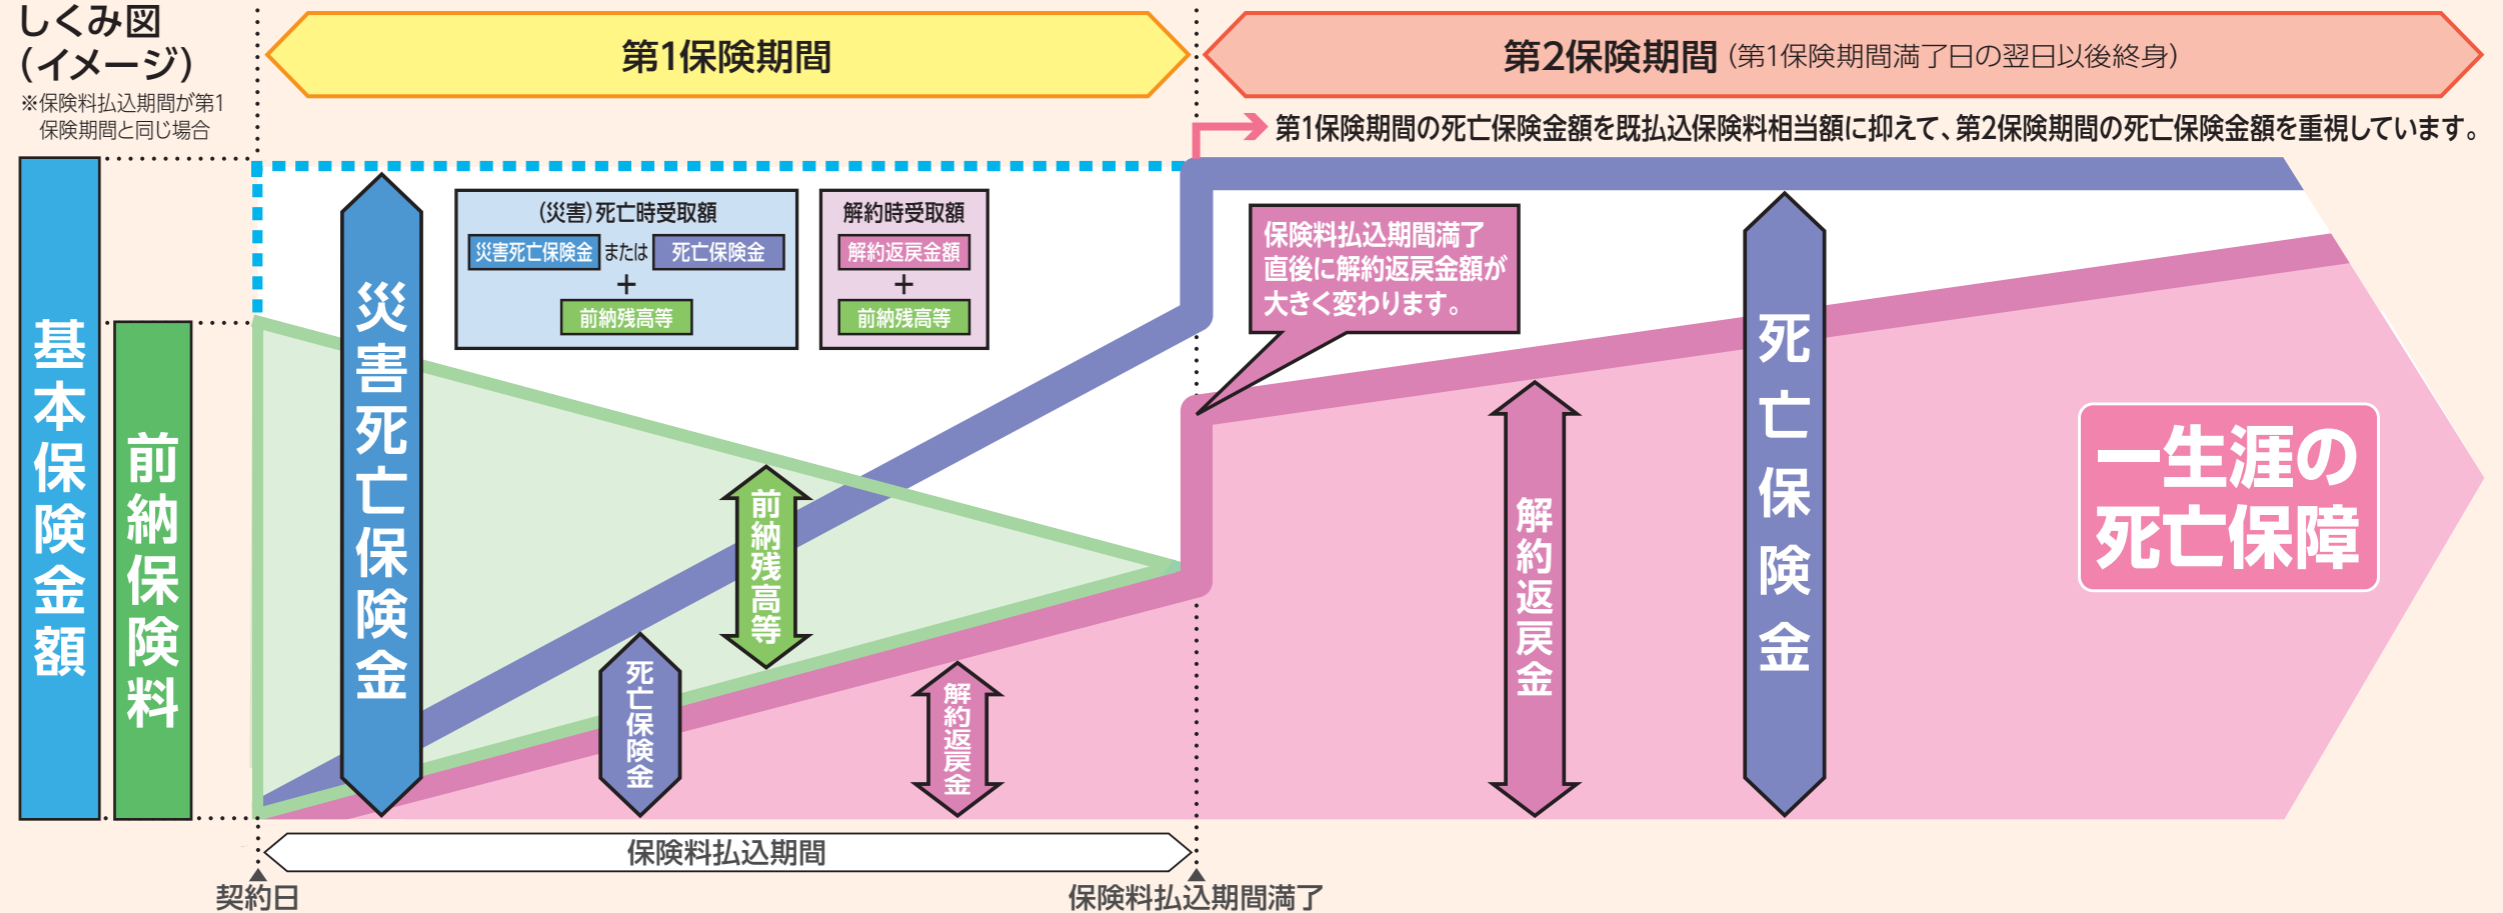 しくみ図
(イメージ)
※保険料払込期間が第1
保険期間と同じ場合
第1保険期間
第2保険期間(第1保険期間満了日の翌日以後終身)
第1保険期間の死亡保険金額を既払込保険料相当額に抑えて、第2保険期間の死亡保険金額を重視しています。
基本保険金額
前納保険料
災害死亡保険金
(災害)死亡時受取額
災害死亡保険金 または 死亡保険金
+
前納残高等
解約時受取額
解約返戻金額
+
前納残高等
保険料払込期間満了
直後に解約返戻金額が
大きく変わります。
死亡保険金
前納残高等
解約返戻金
解約返戻金
死亡保険金
一生涯の
死亡保障
保険料払込期間
契約日
保険料払込期間満了